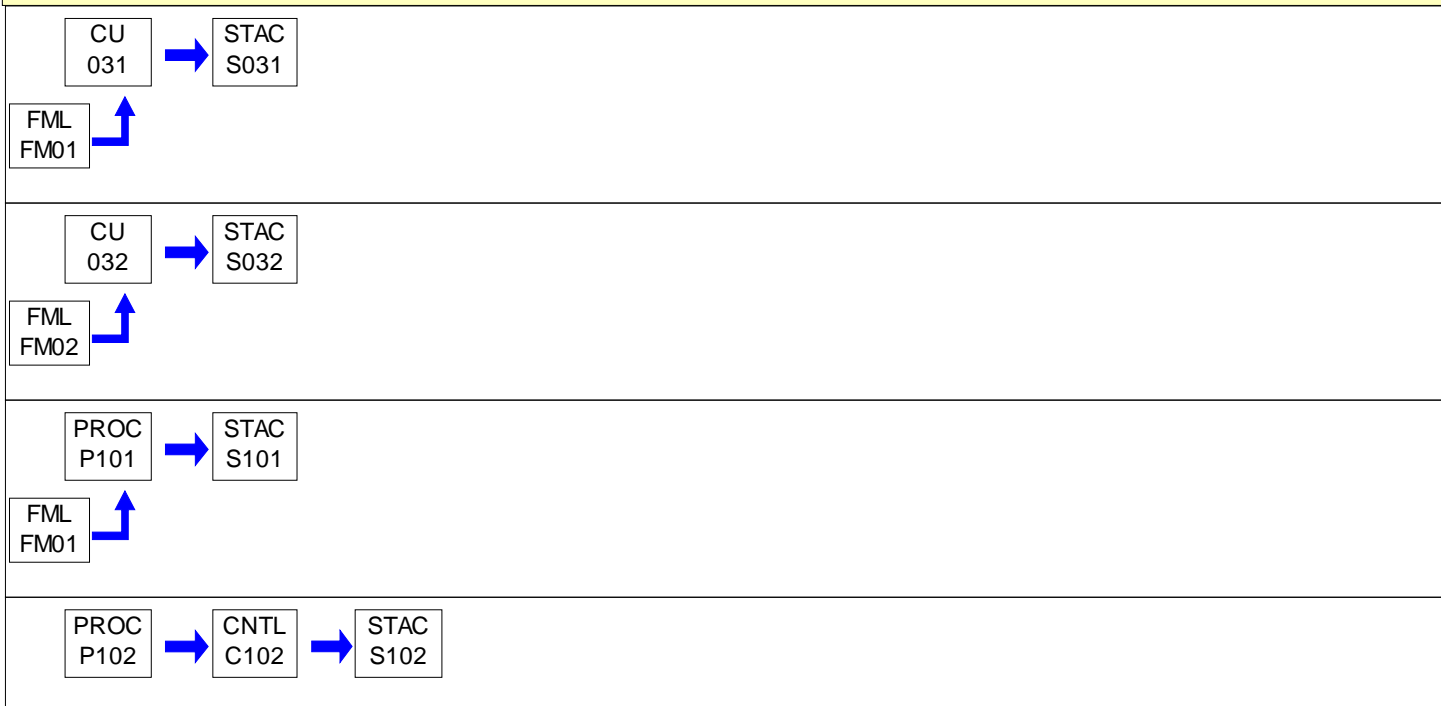 CU
031
STAC
S031
FML
FM01
CU
032
STAC
S032
FML
FM02
PROC
P101
STAC
S101
FML
FM01
PROC
P102
CNTL
C102
STAC
S102